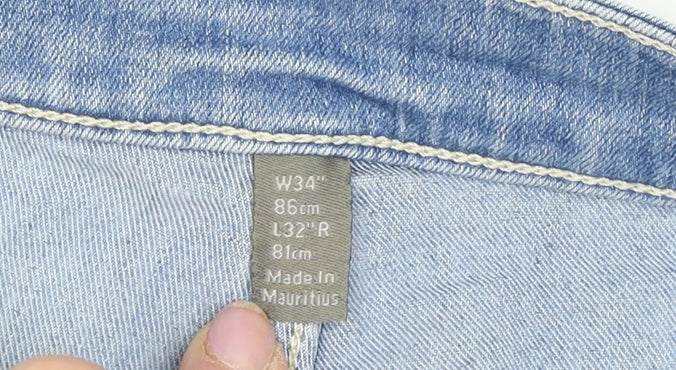 W34"
86cm
L32"R
81cm
Made In
Mauritius